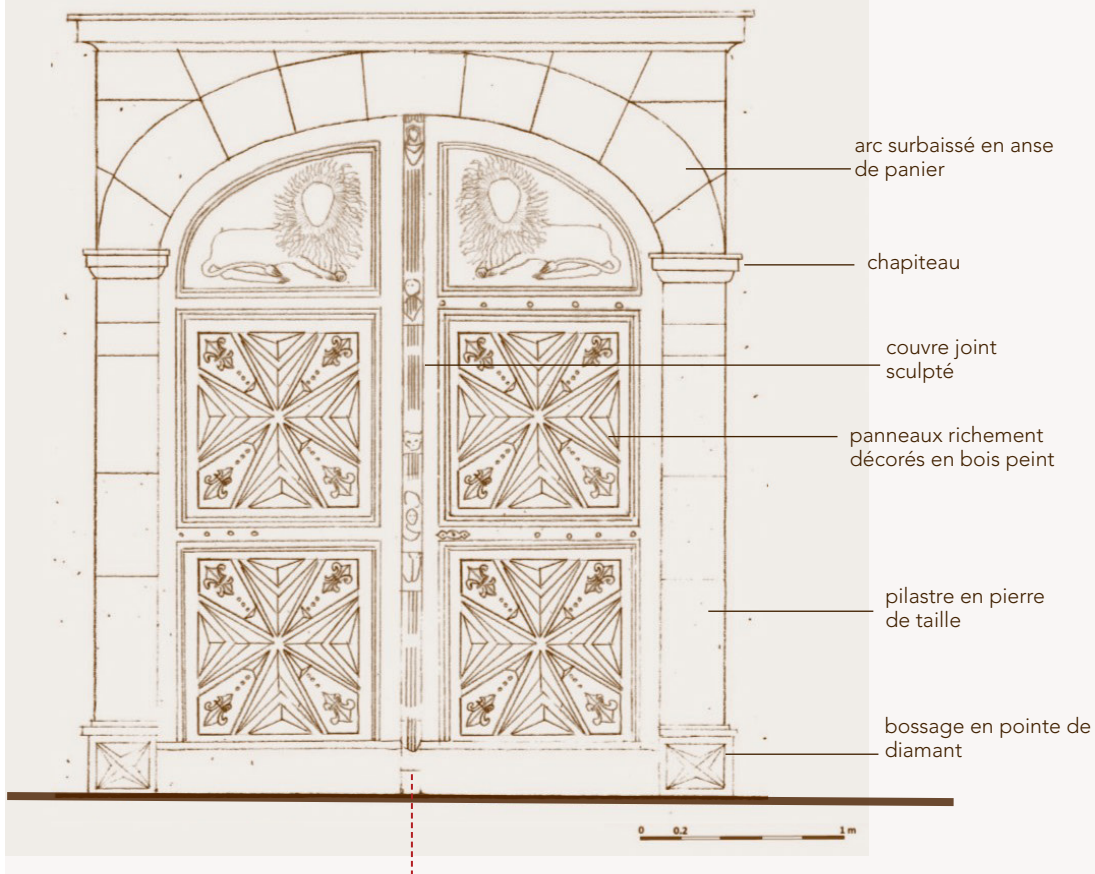 arc surbaissé en anse
de panier
chapiteau
couvre joint
sculpté
panneaux richement
décorés en bois peint
pilastre en pierre
de taille
bossage en pointe de
diamant
0 0.2 1 m